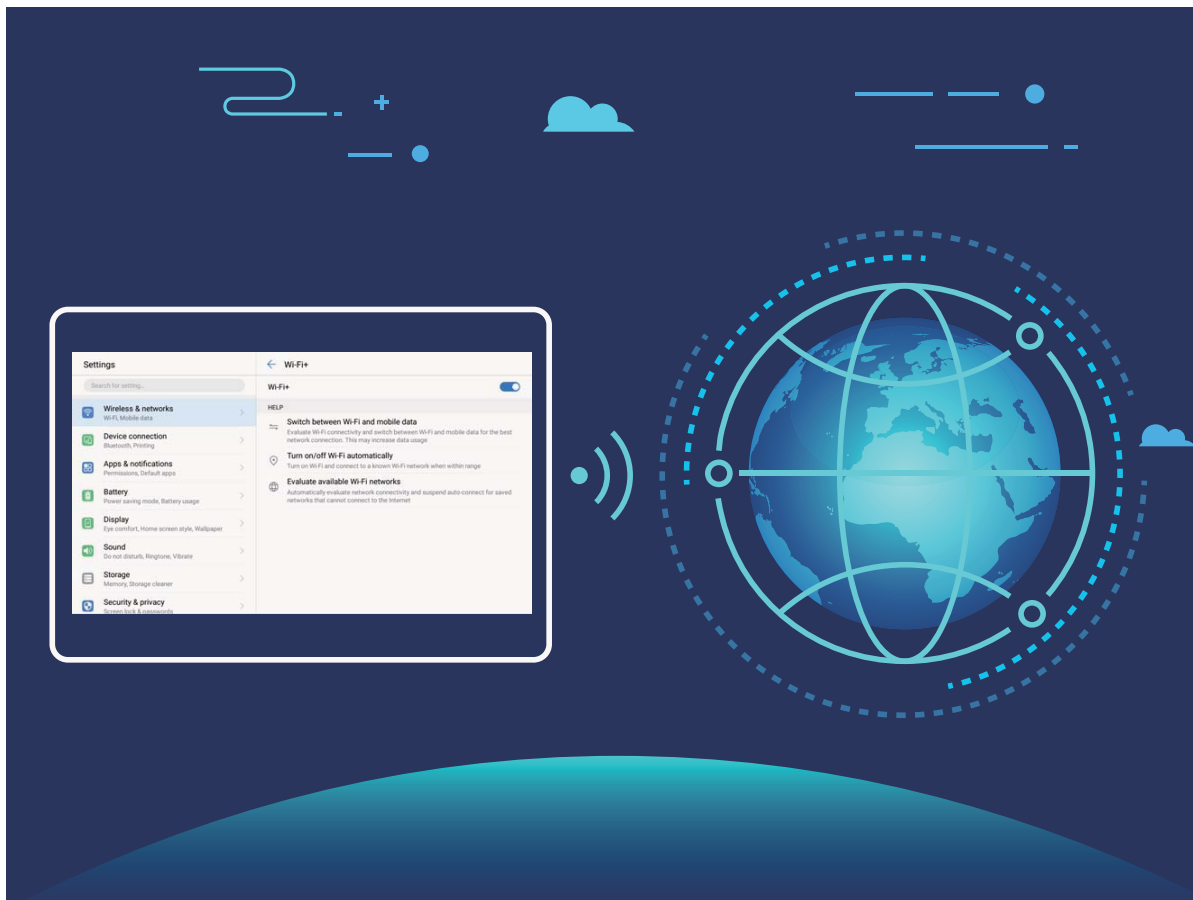 Settings
Search for setting...
Wireless & networks
Wi-Fi, Mobile data
Device connection
Bluetooth, Printing
Apps & notifications
Permissions, Default apps
Battery
Power saving mode, Battery usage
Display
Eye comfort, Home screen style, Wallpaper
Sound
Do not disturb, Ringtone, Vibrate
Storage
Memory, Storage cleaner
Security & privacy
Screen lock & passwords
Wi-Fi+
Wi-Fi+
HELP
Switch between Wi-Fi and mobile data
Evaluate Wi-Fi connectivity and switch between Wi-Fi and mobile data for the best
network connection. This may increase data usage
Turn on/off Wi-Fi automatically
Turn on Wi-Fi and connect to a known Wi-Fi network when within range
Evaluate available Wi-Fi networks
Automatically evaluate network connectivity and suspend auto-connect for saved
networks that cannot connect to the Internet